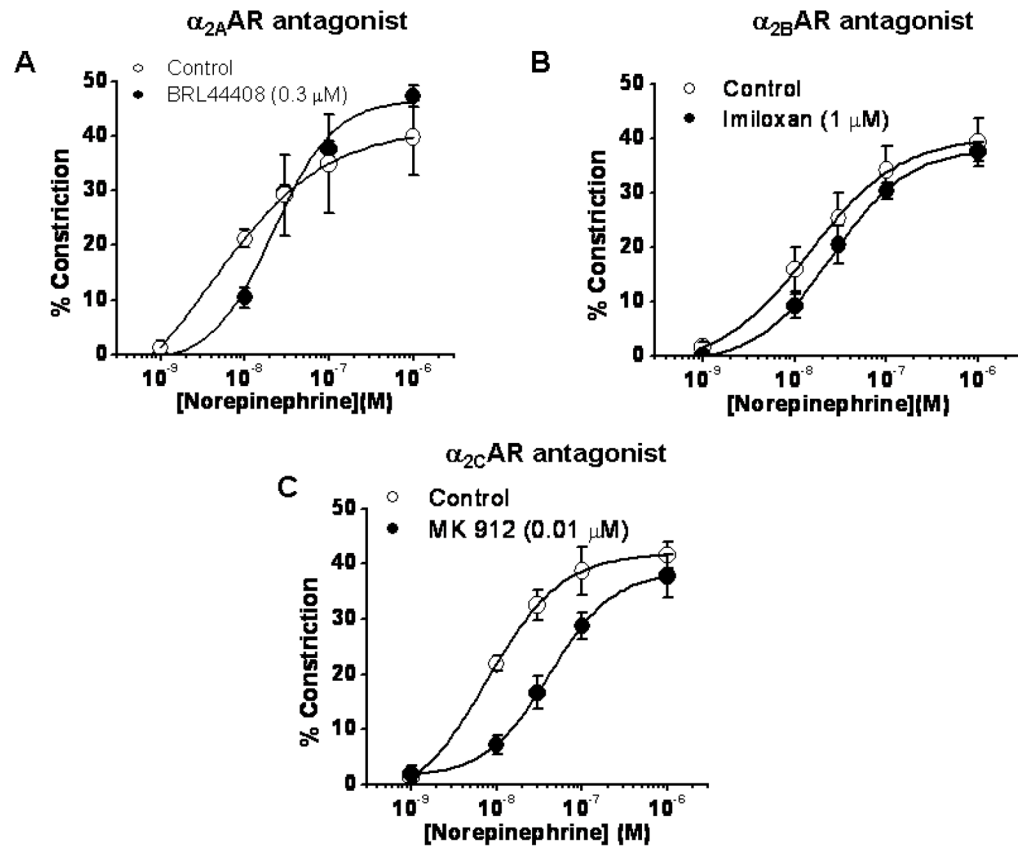 α₂ₐAR antagonist
A
Control
BRL44408 (0.3 μM)
% Constriction
50
40
30
20
10
0
10⁻⁹ 10⁻⁸ 10⁻⁷ 10⁻⁶
[Norepinephrine](M)
α₂BAR antagonist
B
Control
Imiloxan (1 μM)
% Constriction
50
40
30
20
10
0
10⁻⁹ 10⁻⁸ 10⁻⁷ 10⁻⁶
[Norepinephrine](M)
α₂CAR antagonist
C
Control
MK 912 (0.01 μM)
% Constriction
50
40
30
20
10
0
10⁻⁹ 10⁻⁸ 10⁻⁷ 10⁻⁶
[Norepinephrine] (M)